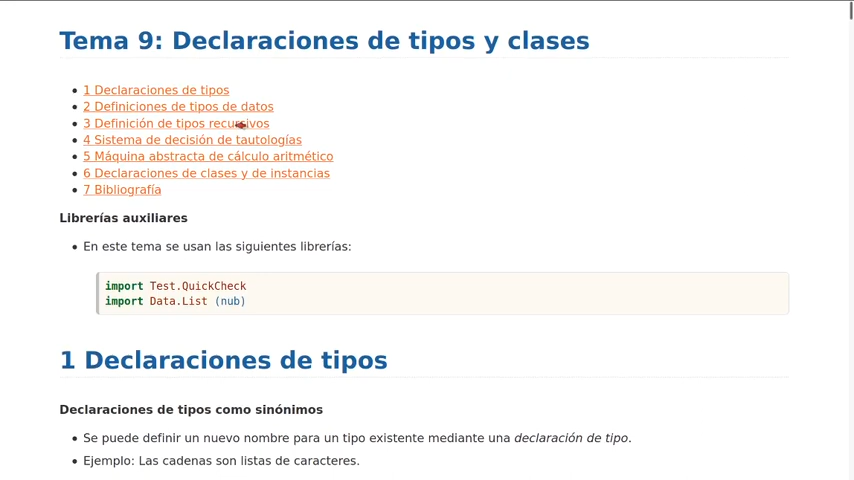 Tema 9: Declaraciones de tipos y clases
1 Declaraciones de tipos
2 Definiciones de tipos de datos
3 Definición de tipos recursivos
4 Sistema de decisión de tautologías
5 Máquina abstracta de cálculo aritmético
6 Declaraciones de clases y de instancias
7 Bibliografía
Librerías auxiliares
En este tema se usan las siguientes librerías:
import Test.QuickCheck
import Data.List (nub)
1 Declaraciones de tipos
Declaraciones de tipos como sinónimos
Se puede definir un nuevo nombre para un tipo existente mediante una declaración de tipo.
Ejemplo: Las cadenas son listas de caracteres.